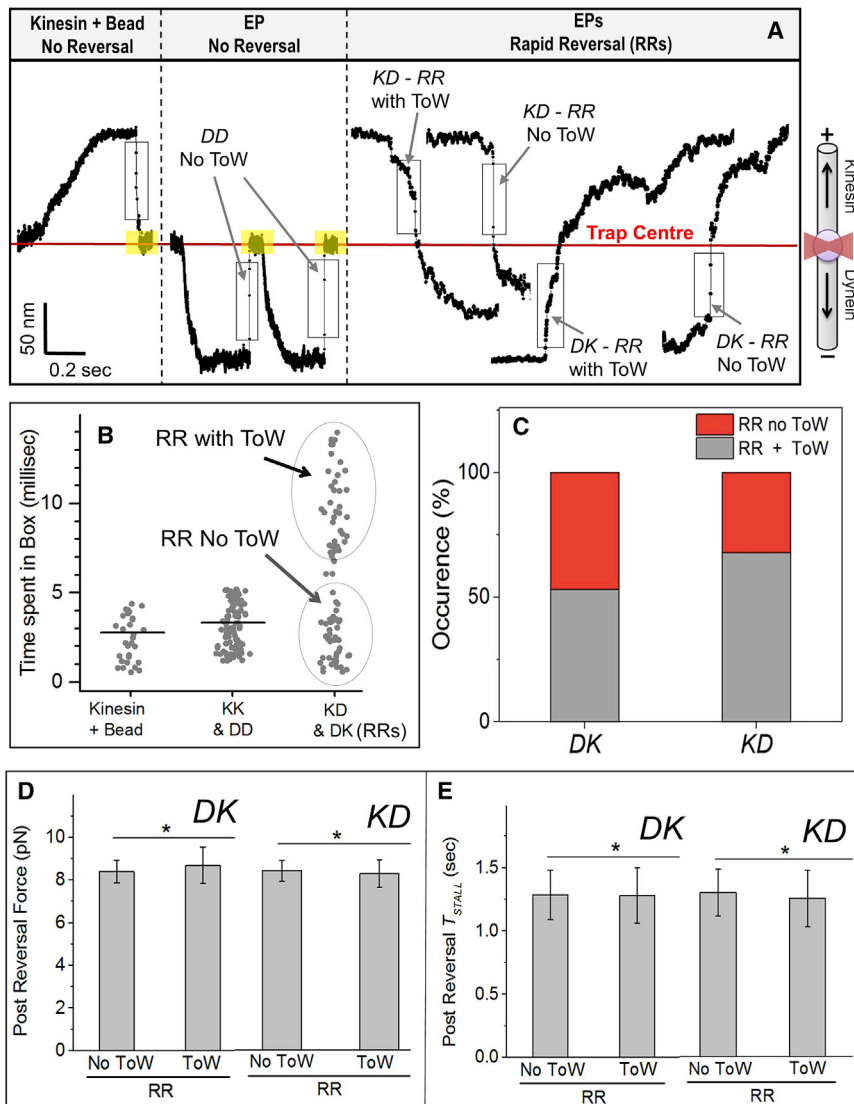 Kinesin + Bead
No Reversal
EP
No Reversal
EPs
Rapid Reversal (RRs)
A
DD
No ToW
KD - RR
with ToW
KD - RR
No ToW
Trap Centre
DK - RR
with ToW
DK - RR
No ToW
50 nm
0.2 sec
+
Kinesin
Dynein
−
B
Time spent in Box (millisec)
10
5
0
RR with ToW
RR No ToW
Kinesin
+ Bead
KK
& DD
KD
& DK (RRs)
C
RR no ToW
RR + ToW
Occurence (%)
100
50
0
DK
KD
D
DK
KD
*
*
Post Reversal Force (pN)
10
8
6
4
2
0
No ToW
ToW
No ToW
ToW
RR
RR
E
DK
KD
*
*
Post Reversal TSTALL (sec)
1.5
1.0
0.5
0.0
No ToW
ToW
No ToW
ToW
RR
RR